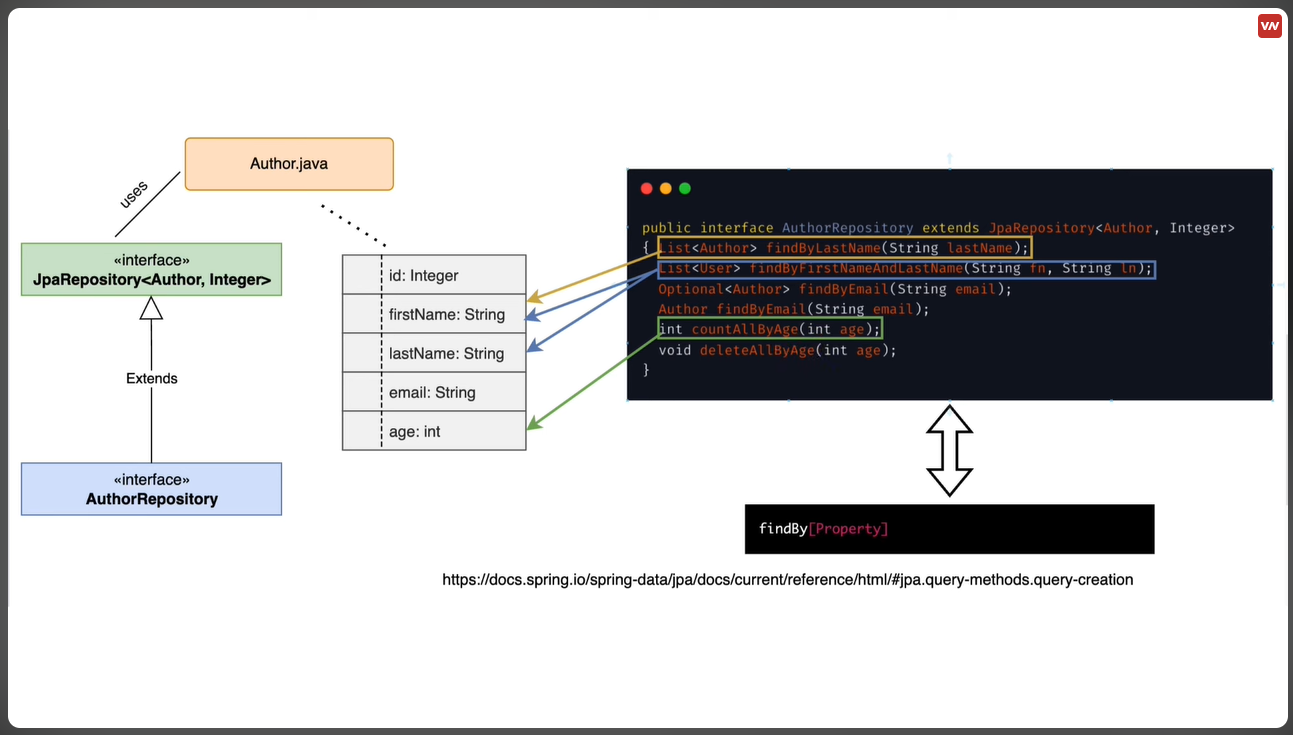 VN
Author.java
uses
«interface»
JpaRepository<Author, Integer>
Extends
«interface»
AuthorRepository
id: Integer
firstName: String
lastName: String
email: String
age: int
public interface AuthorRepository extends JpaRepository<Author, Integer>
{ List<Author> findByLastName(String lastName);
List<User> findByFirstNameAndLastName(String fn, String ln);
Optional<Author> findByEmail(String email);
Author findByEmail(String email);
int countAllByAge(int age);
void deleteAllByAge(int age);
}
findBy[Property]
https://docs.spring.io/spring-data/jpa/docs/current/reference/html/#jpa.query-methods.query-creation